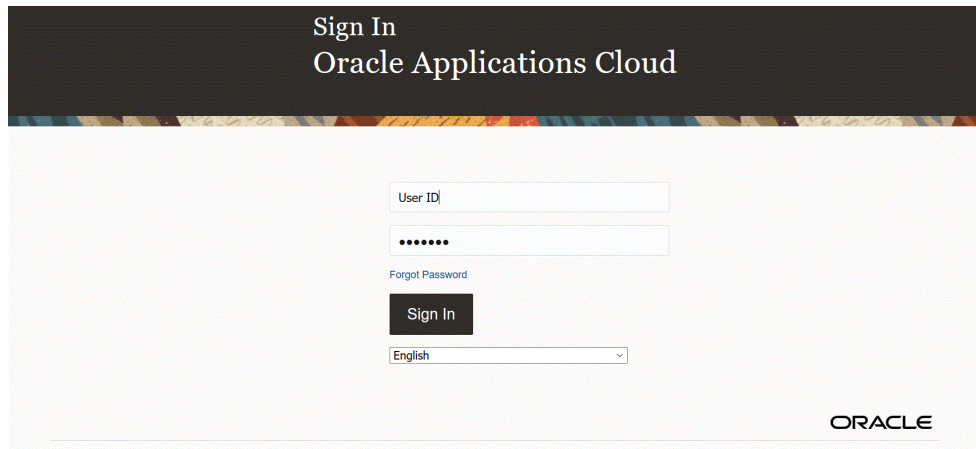 Sign In
Oracle Applications Cloud
User ID
•••••••
Forgot Password
Sign In
English
ORACLE